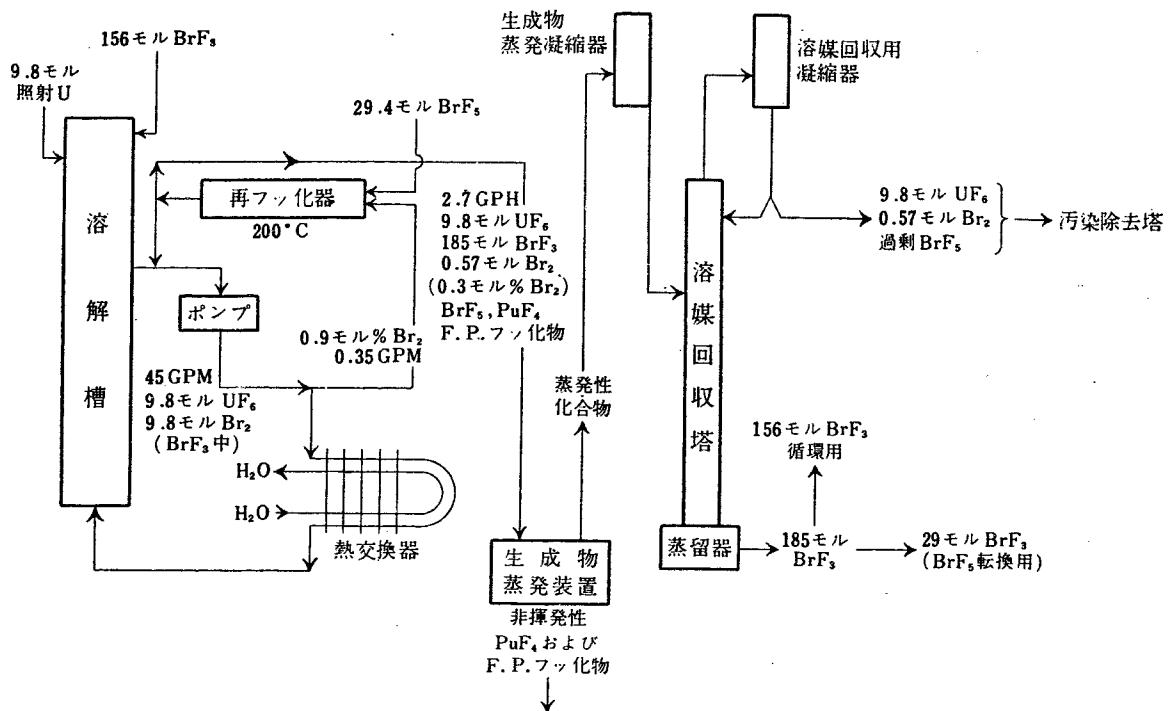 156モル BrF₃
9.8モル
照射U
溶解槽
29.4モル BrF₅
再フッ化器
200°C
ポンプ
45GPM
9.8モル UF₆
9.8モル Br₂
(BrF₃中)
0.9モル% Br₂
0.35GPM
H₂O
H₂O
熱交換器
2.7GPH
9.8モル UF₆
185モル BrF₃
0.57モル Br₂
(0.3モル% Br₂)
BrF₅, PuF₄
F.P.フッ化物
生成物
蒸発装置
非揮発性
PuF₄および
F.P.フッ化物
蒸発性
化合物
生成物
蒸発凝縮器
溶媒回収用
凝縮器
溶媒回収塔
9.8モル UF₆
0.57モル Br₂
過剰 BrF₅
汚染除去塔
156モル BrF₃
循環用
蒸留器
185モル
BrF₃
29モル BrF₃
(BrF₅転換用)